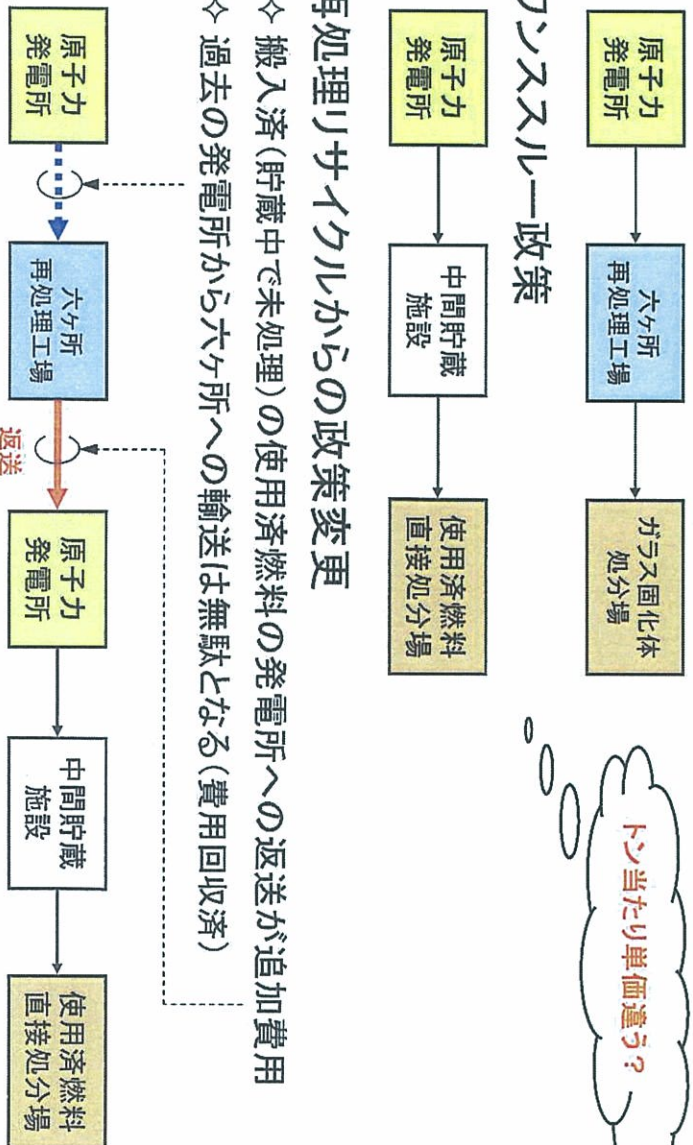 原子力
発電所
六ヶ所
再処理工場
ガラス固化体
処分場
トン当たり単価違う?
ワンススルー政策
原子力
発電所
中間貯蔵
施設
使用済燃料
直接処分場
再処理リサイクルからの政策変更
✧ 搬入済(貯蔵中で未処理)の使用済燃料の発電所への返送が追加費用
✧ 過去の発電所から六ヶ所への輸送は無駄となる(費用回収済)
原子力
発電所
六ヶ所
再処理工場
返送
原子力
発電所
中間貯蔵
施設
使用済燃料
直接処分場